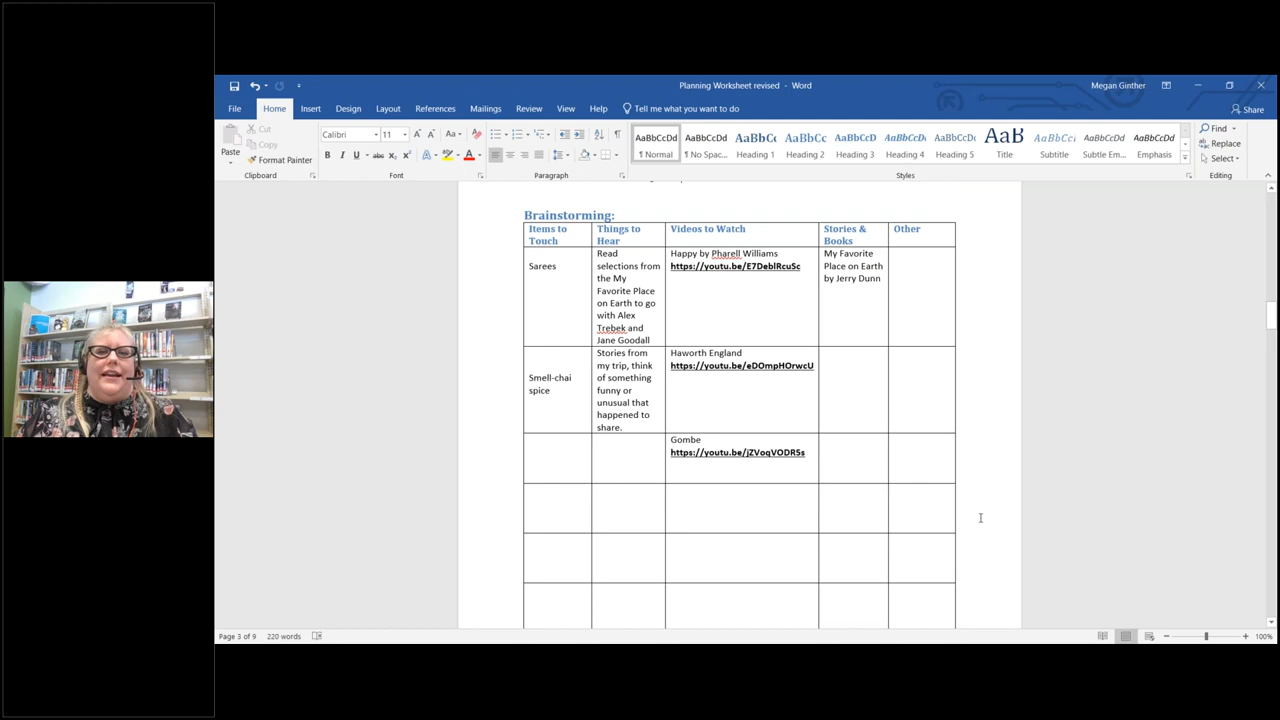 Planning Worksheet revised - Word
Megan Ginther
File Home Insert Design Layout References Mailings Review View Help Tell me what you want to do
Share
Paste
Cut
Copy
Format Painter
Clipboard
Calibri 11
Font
Paragraph
AaBbCcDd AaBbCcDd AaBbCc AaBbCcC AaBbCcD AaBbCcD AaBbCcDd AaB AaBbCcI AaBbCcDd AaBbCcDd
¶ Normal ¶ No Spac... Heading 1 Heading 2 Heading 3 Heading 4 Heading 5 Title Subtitle Subtle Em... Emphasis
Styles
Find
Replace
Select
Editing
Brainstorming:
Items to
Touch
Things to
Hear
Videos to Watch
Stories &
Books
Other
Sarees
Read
selections from
the My
Favorite Place
on Earth to go
with Alex
Trebek and
Jane Goodall
Happy by Pharell Williams
https://youtu.be/E7DeblRcuSc
My Favorite
Place on Earth
by Jerry Dunn
Smell-chai
spice
Stories from
my trip, think
of something
funny or
unusual that
happened to
share.
Haworth England
https://youtu.be/eDOmpHOrwcU
Gombe
https://youtu.be/jZVoqVODR5s
Page 3 of 9 220 words
100%